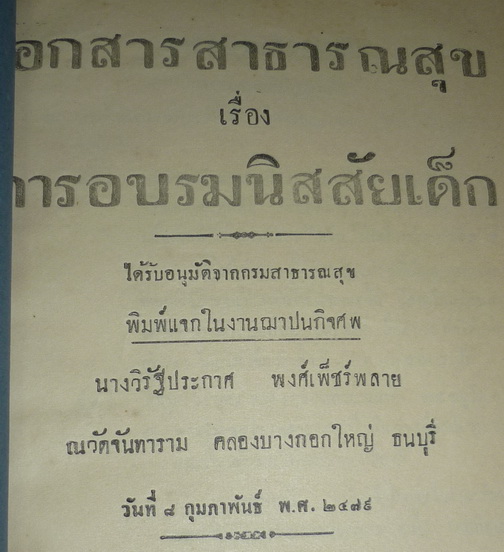 อกสารสาธารณสุข
เรื่อง
การอบรมนิสสัยเด็ก
ได้รับอนุมัติจากกรมสาธารณสุข
พิมพ์แจกในงานฌาปนกิจศพ
นางวิรัฐประกาศ พงศ์เพ็ชร์พลาย
ณวัดจันทาราม คลองบางกอกใหญ่ ธนบุรี
วันที่ ๘ กุมภาพันธ์ พ.ศ. ๒๔๗๙